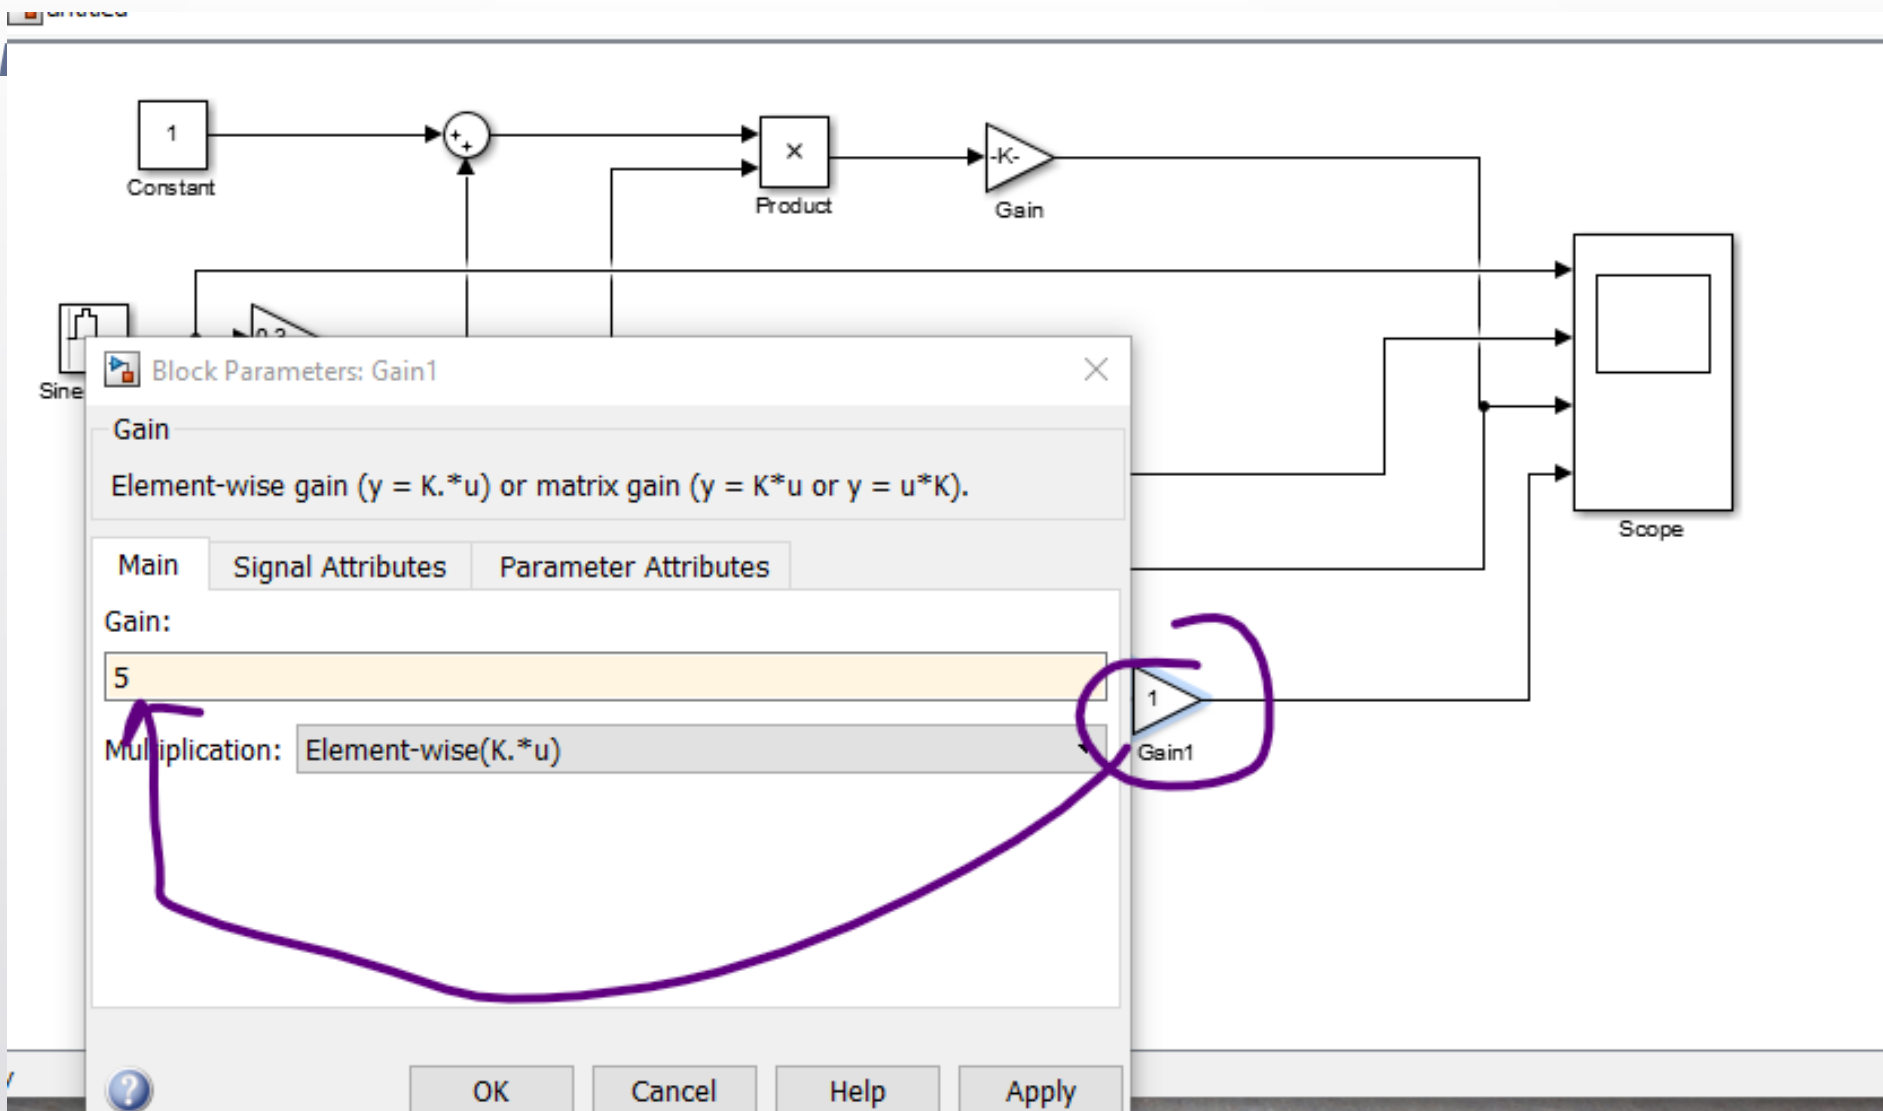 1
Constant
+
+
×
Product
-K-
Gain
Sine
Scope
Block Parameters: Gain1
Gain
Element-wise gain (y = K.*u) or matrix gain (y = K*u or y = u*K).
Main Signal Attributes Parameter Attributes
Gain:
5
Multiplication: Element-wise(K.*u)
1
Gain1
? OK Cancel Help Apply